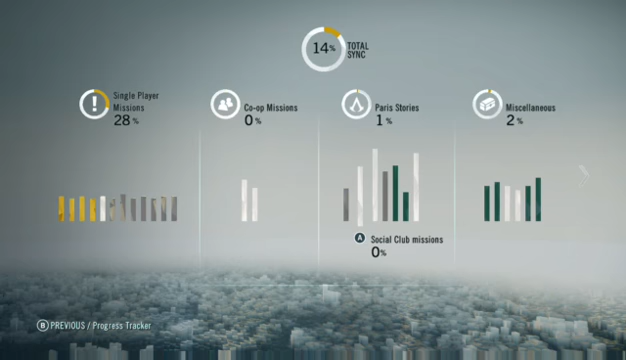 14% TOTAL
SYNC
Single Player
Missions
28%
Co-op Missions
0%
Paris Stories
1%
Miscellaneous
2%
A Social Club missions
0%
B PREVIOUS / Progress Tracker